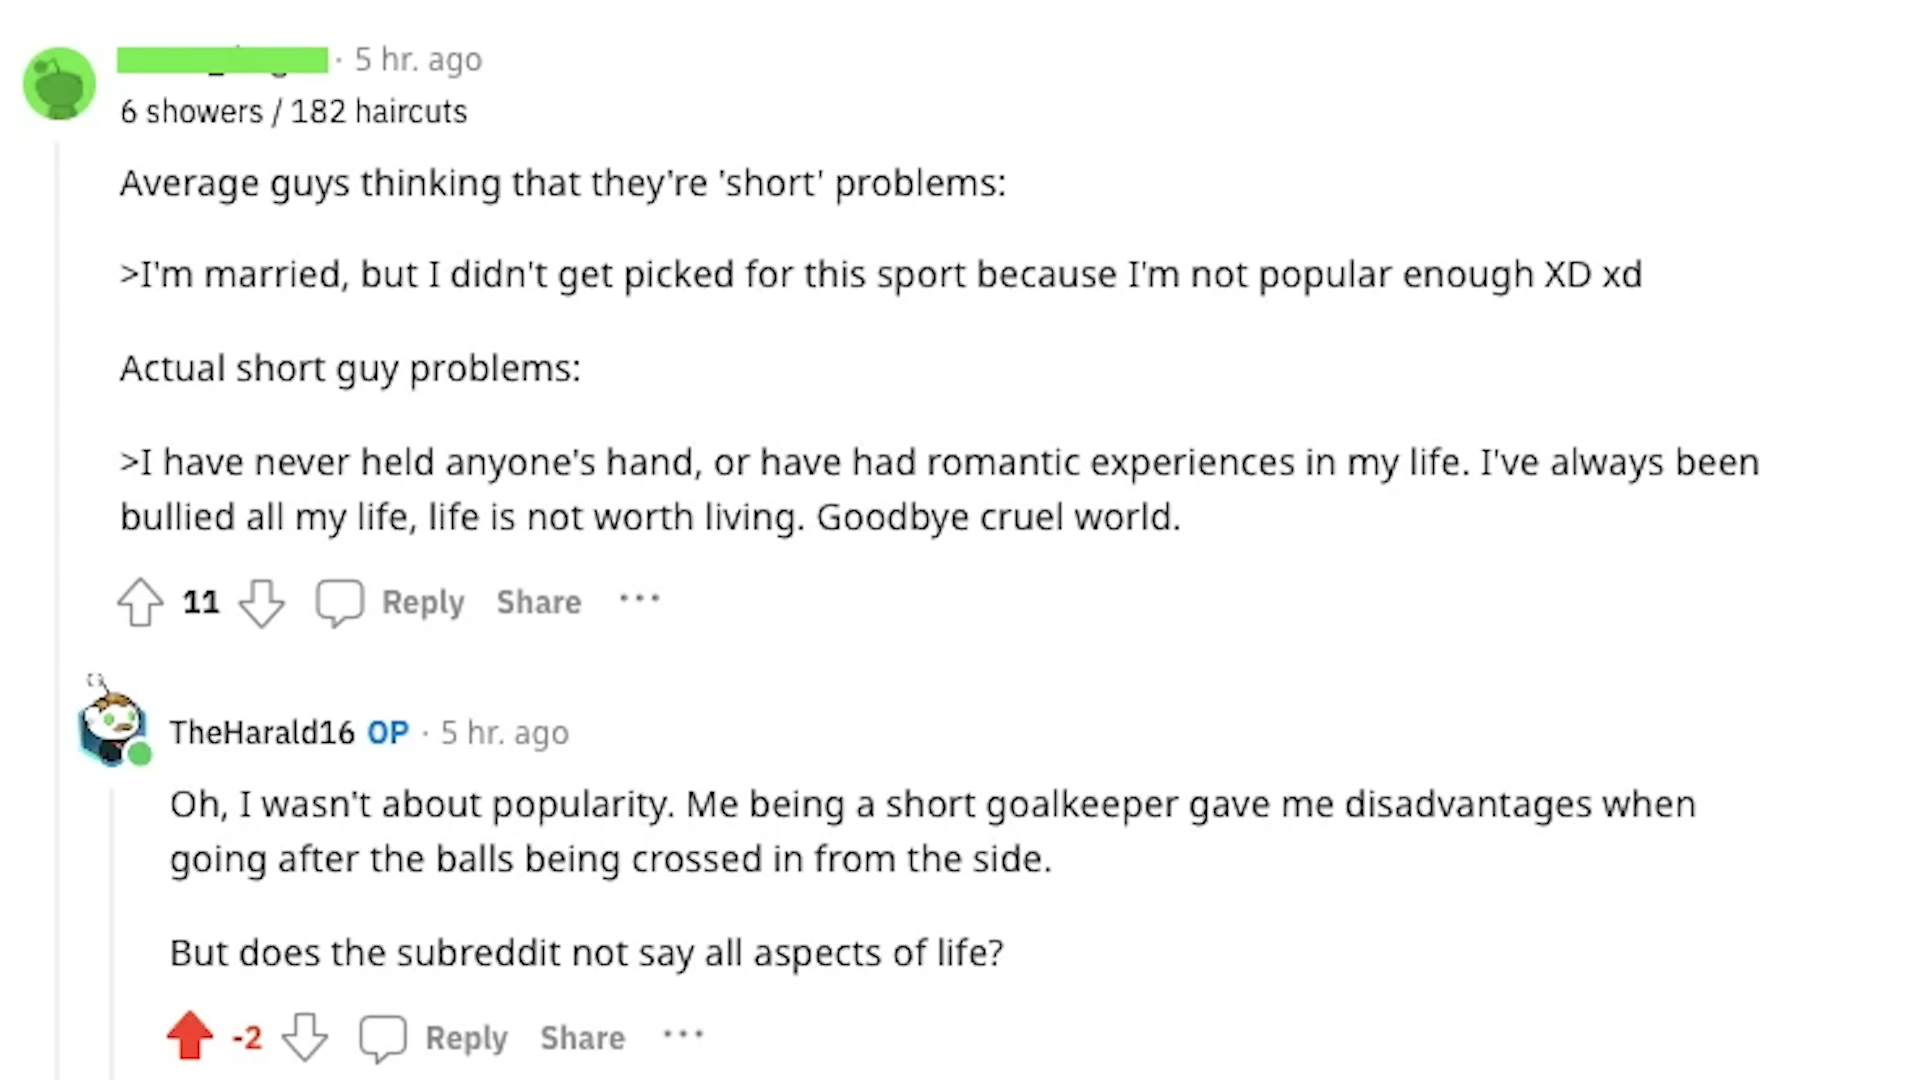 · 5 hr. ago
6 showers / 182 haircuts
Average guys thinking that they're 'short' problems:
>I'm married, but I didn't get picked for this sport because I'm not popular enough XD xd
Actual short guy problems:
>I have never held anyone's hand, or have had romantic experiences in my life. I've always been
bullied all my life, life is not worth living. Goodbye cruel world.
11 Reply Share ···
TheHarald16 OP · 5 hr. ago
Oh, I wasn't about popularity. Me being a short goalkeeper gave me disadvantages when
going after the balls being crossed in from the side.
But does the subreddit not say all aspects of life?
-2 Reply Share ···